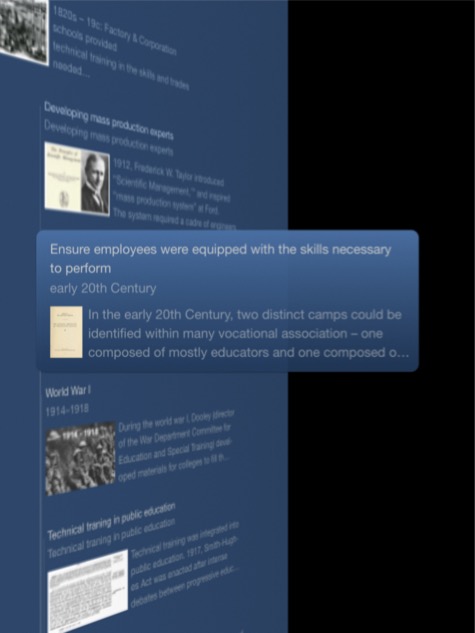 1820s – 19c: Factory & Corporation
schools provided
technical training in the skills and trades
needed...
Developing mass production experts
Developing mass production experts
1912, Frederick W. Taylor introduced
"Scientific Management," and inspired
"mass production system" at Ford.
The system required a cadre of engineers
Ensure employees were equipped with the skills necessary
to perform
early 20th Century
In the early 20th Century, two distinct camps could be
identified within many vocational association – one
composed of mostly educators and one composed o...
World War I
1914–1918
1914 – 1918
During the world war I, Dooley (director
of the War Department Committee for
Education and Special Training devel-
oped materials for colleges to fill th...
Technical traning in public education
Technical traning in public education
Technical training was integrated into
public education. 1917, Smith-Hugh-
es Act was enacted after intense
debates between progressive educ...